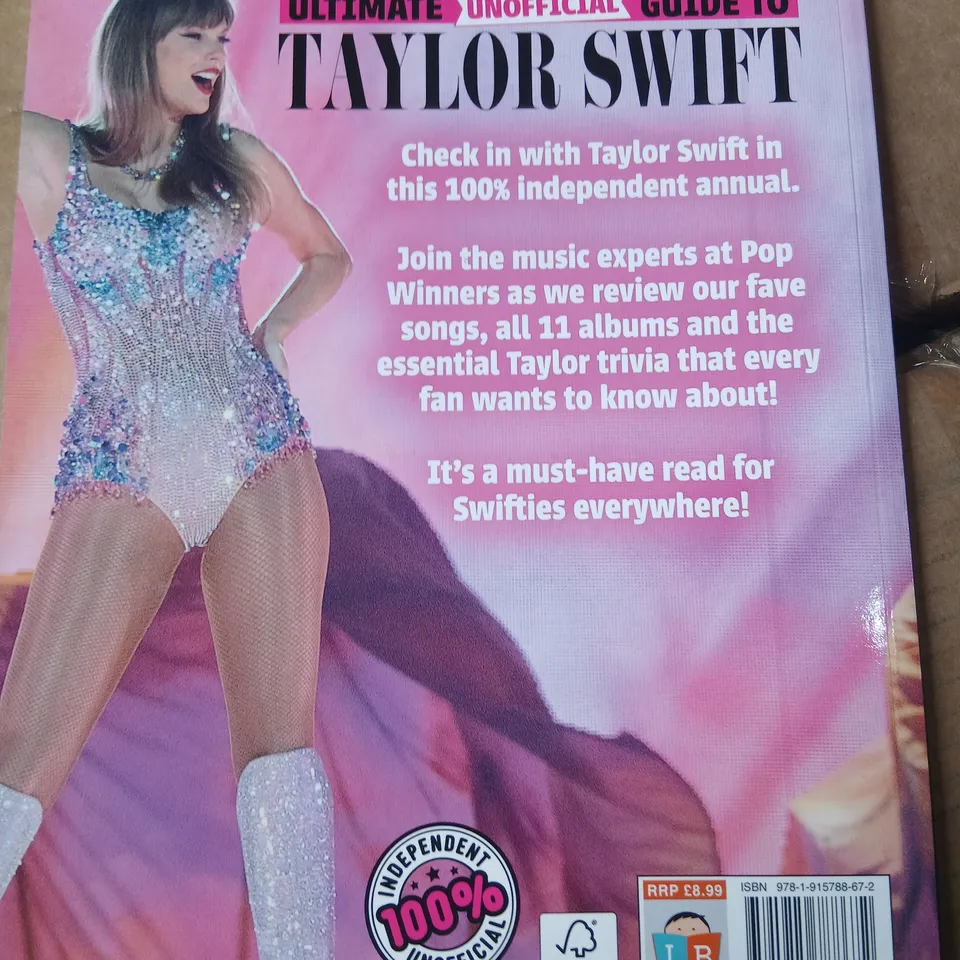 ULTIMATE UNOFFICIAL GUIDE TO
TAYLOR SWIFT
Check in with Taylor Swift in
this 100% independent annual.
Join the music experts at Pop
Winners as we review our fave
songs, all 11 albums and the
essential Taylor trivia that every
fan wants to know about!
It's a must-have read for
Swifties everywhere!
INDEPENDENT
100%
UNOFFICIAL
RRP £8.99
ISBN 978-1-915788-67-2
L B